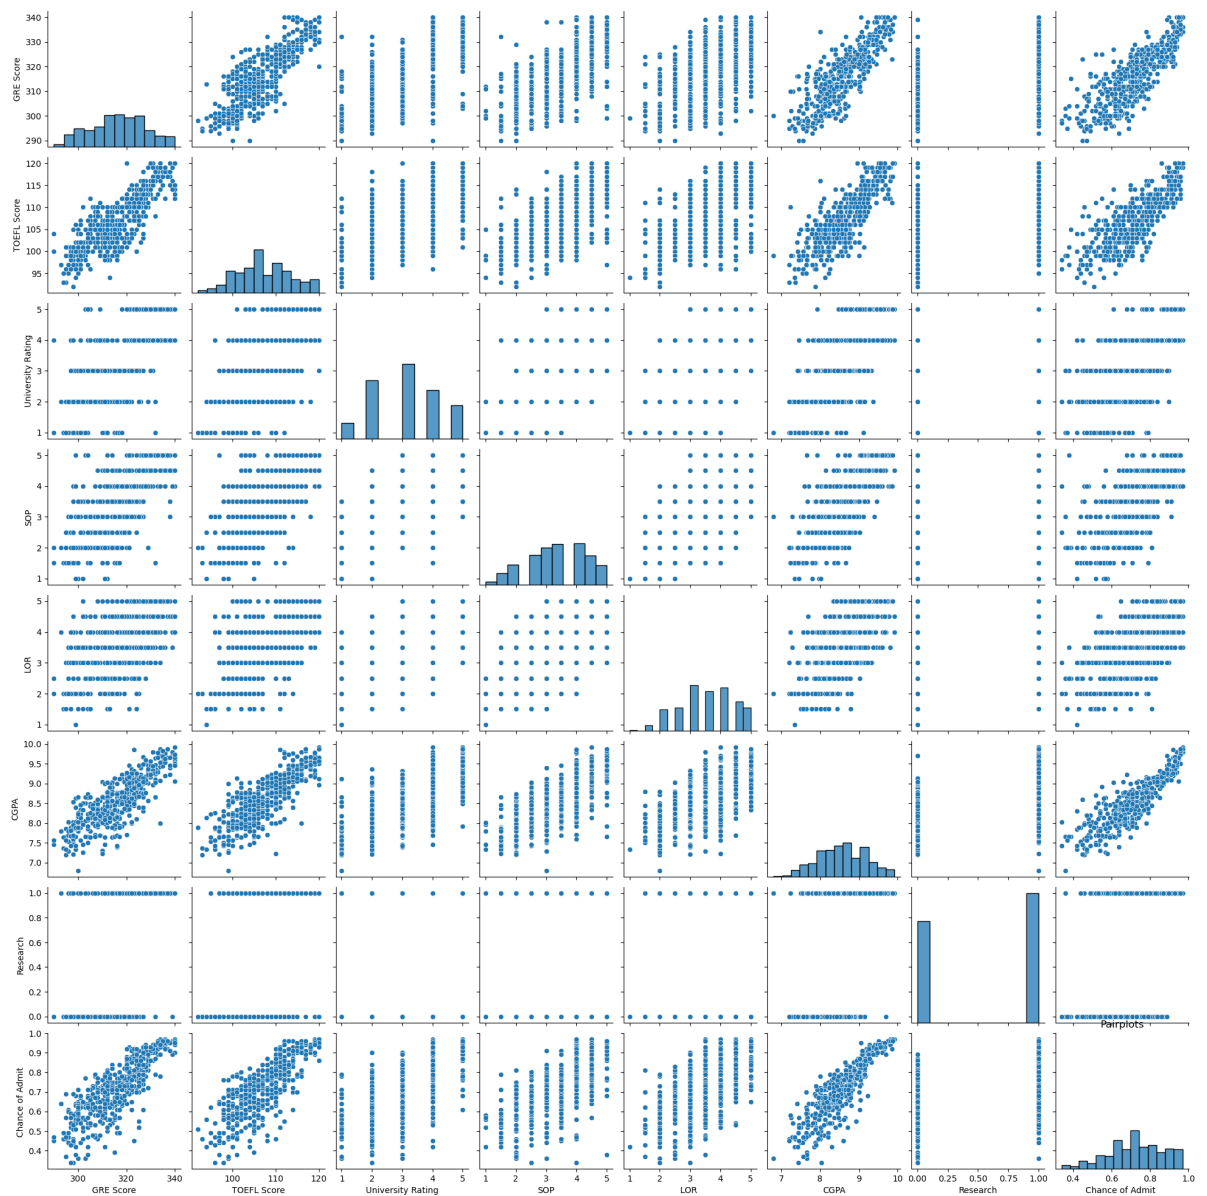 340
330
320
310
300
290
GRE Score
120
115
110
105
100
95
TOEFL Score
5
4
3
2
1
University Rating
5
4
3
2
1
SOP
5
4
3
2
1
LOR
10.0
9.5
9.0
8.5
8.0
7.5
7.0
CGPA
1.0
0.8
0.6
0.4
0.2
0.0
Research
Pairplots
1.0
0.9
0.8
0.7
0.6
0.5
0.4
Chance of Admit
300 320 340
100 110 120
1 2 3 4 5
1 2 3 4 5
1 2 3 4 5
7 8 9 10
0.00 0.25 0.50 0.75 1.00
0.4 0.6 0.8 1.0
GRE Score
TOEFL Score
University Rating
SOP
LOR
CGPA
Research
Chance of Admit